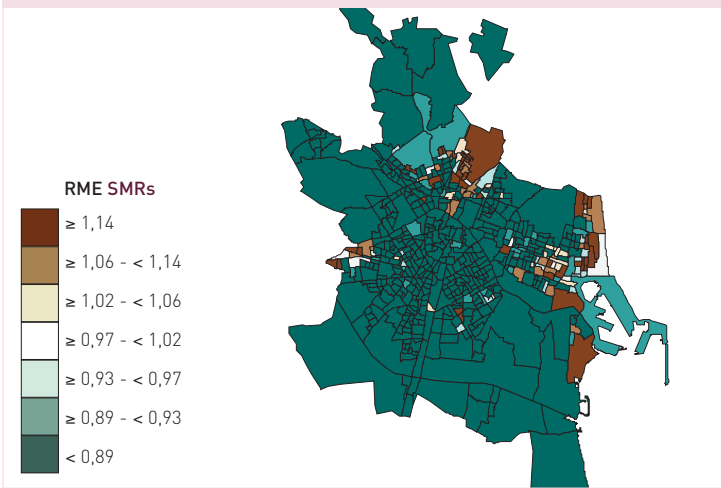 RME SMRs
≥ 1,14
≥ 1,06 - < 1,14
≥ 1,02 - < 1,06
≥ 0,97 - < 1,02
≥ 0,93 - < 0,97
≥ 0,89 - < 0,93
< 0,89